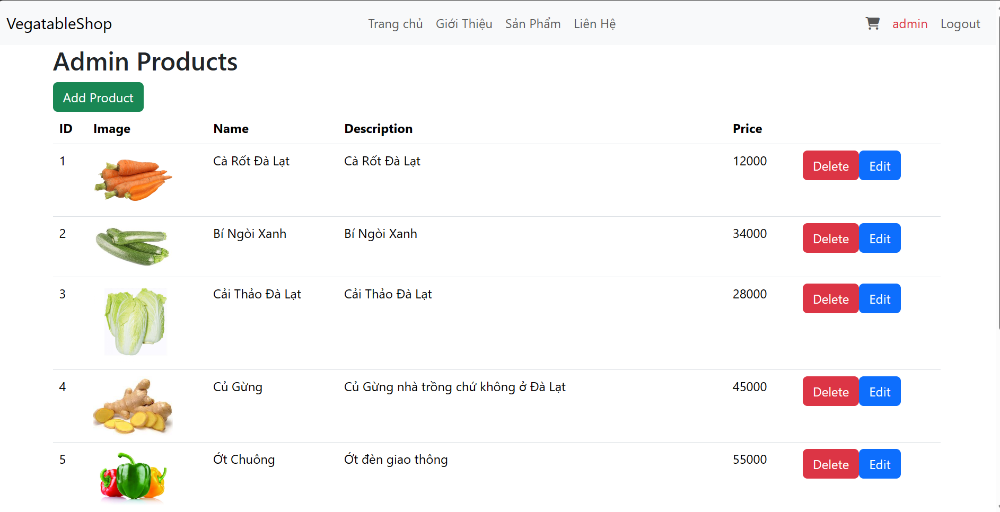 VegatableShop
Trang chủ Giới Thiệu Sản Phẩm Liên Hệ
admin Logout
Admin Products
Add Product
ID Image Name Description Price
1 Cà Rốt Đà Lạt Cà Rốt Đà Lạt 12000 Delete Edit
2 Bí Ngòi Xanh Bí Ngòi Xanh 34000 Delete Edit
3 Cải Thảo Đà Lạt Cải Thảo Đà Lạt 28000 Delete Edit
4 Củ Gừng Củ Gừng nhà trồng chứ không ở Đà Lạt 45000 Delete Edit
5 Ớt Chuông Ớt đèn giao thông 55000 Delete Edit